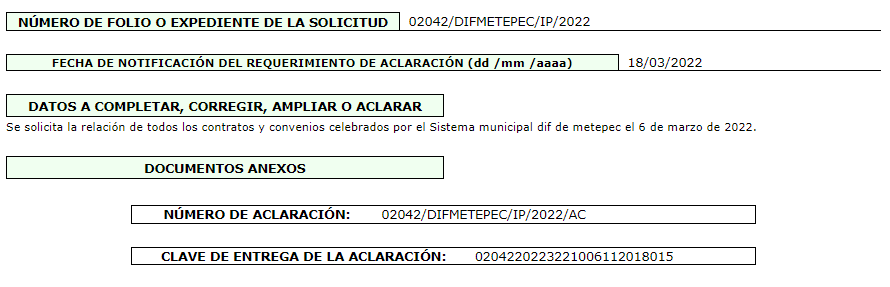 NÚMERO DE FOLIO O EXPEDIENTE DE LA SOLICITUD 02042/DIFMETEPEC/IP/2022
FECHA DE NOTIFICACIÓN DEL REQUERIMIENTO DE ACLARACIÓN (dd /mm /aaaa) 18/03/2022
DATOS A COMPLETAR, CORREGIR, AMPLIAR O ACLARAR
Se solicita la relación de todos los contratos y convenios celebrados por el Sistema municipal dif de metepec el 6 de marzo de 2022.
DOCUMENTOS ANEXOS
NÚMERO DE ACLARACIÓN: 02042/DIFMETEPEC/IP/2022/AC
CLAVE DE ENTREGA DE LA ACLARACIÓN: 0204220223221006112018015